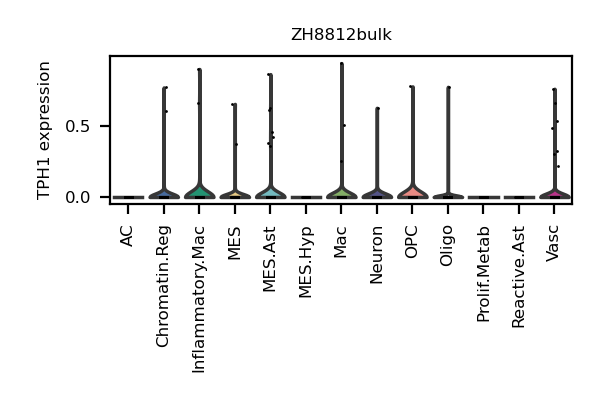 ZH8812bulk
TPH1 expression
0.5
0.0
AC
Chromatin.Reg
Inflammatory.Mac
MES
MES.Ast
MES.Hyp
Mac
Neuron
OPC
Oligo
Prolif.Metab
Reactive.Ast
Vasc